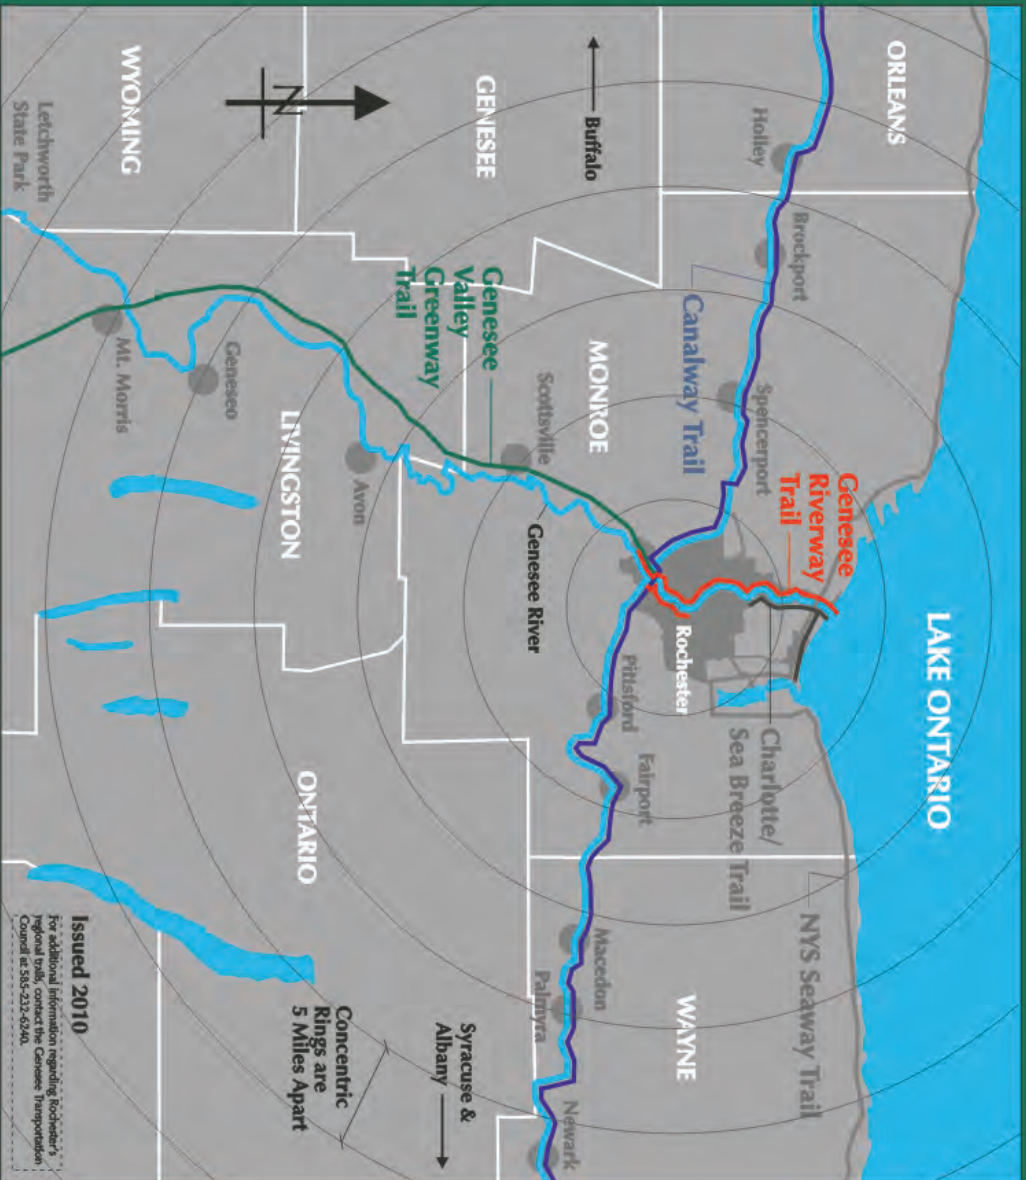 ORLEANS
LAKE ONTARIO
Holley
Brockport
Spencerport
Genesee
Riverway
Trail
Canalway Trail
Charlotte/
Sea Breeze Trail
NYS Seaway Trail
Buffalo
GENESEE
MONROE
Rochester
Pittsford
Fairport
WAYNE
Macedon
Palmyra
Newark
Genesee
Valley
Greenway
Trail
Scottsville
Genesee River
Syracuse &
Albany
N
WYOMING
Letchworth
State Park
Mt. Morris
Geneseo
Avon
LIVINGSTON
ONTARIO
Concentric
Rings are
5 Miles Apart
Issued 2010
For additional information regarding Rochester's
regional trails, contact the Genesee Transportation
Council at 585-232-6240.